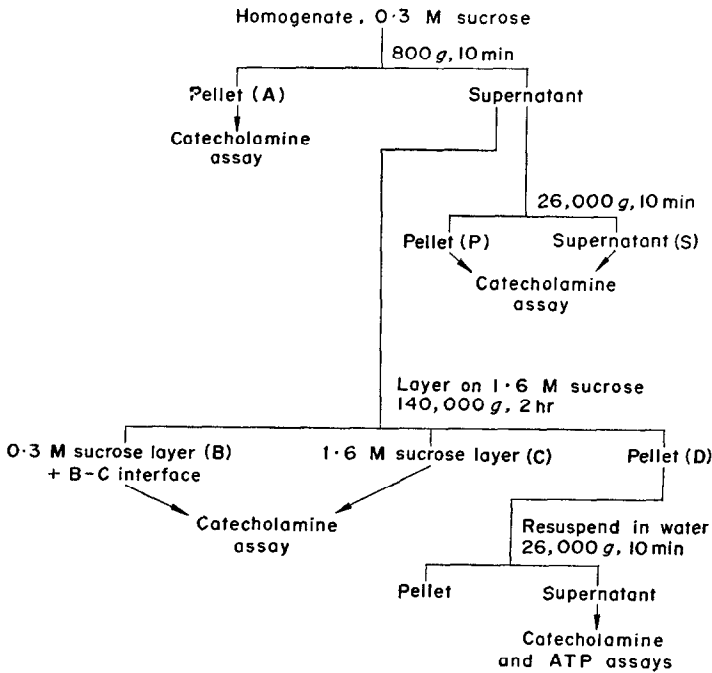 Homogenate, 0·3 M sucrose
800 g, 10 min
Pellet (A)
Supernatant
Catecholamine
assay
26,000 g, 10 min
Pellet (P)
Supernatant (S)
Catecholamine
assay
Layer on 1·6 M sucrose
140,000 g, 2 hr
0·3 M sucrose layer (B)
+ B-C interface
1·6 M sucrose layer (C)
Pellet (D)
Catecholamine
assay
Resuspend in water
26,000 g, 10 min
Pellet
Supernatant
Catecholamine
and ATP assays